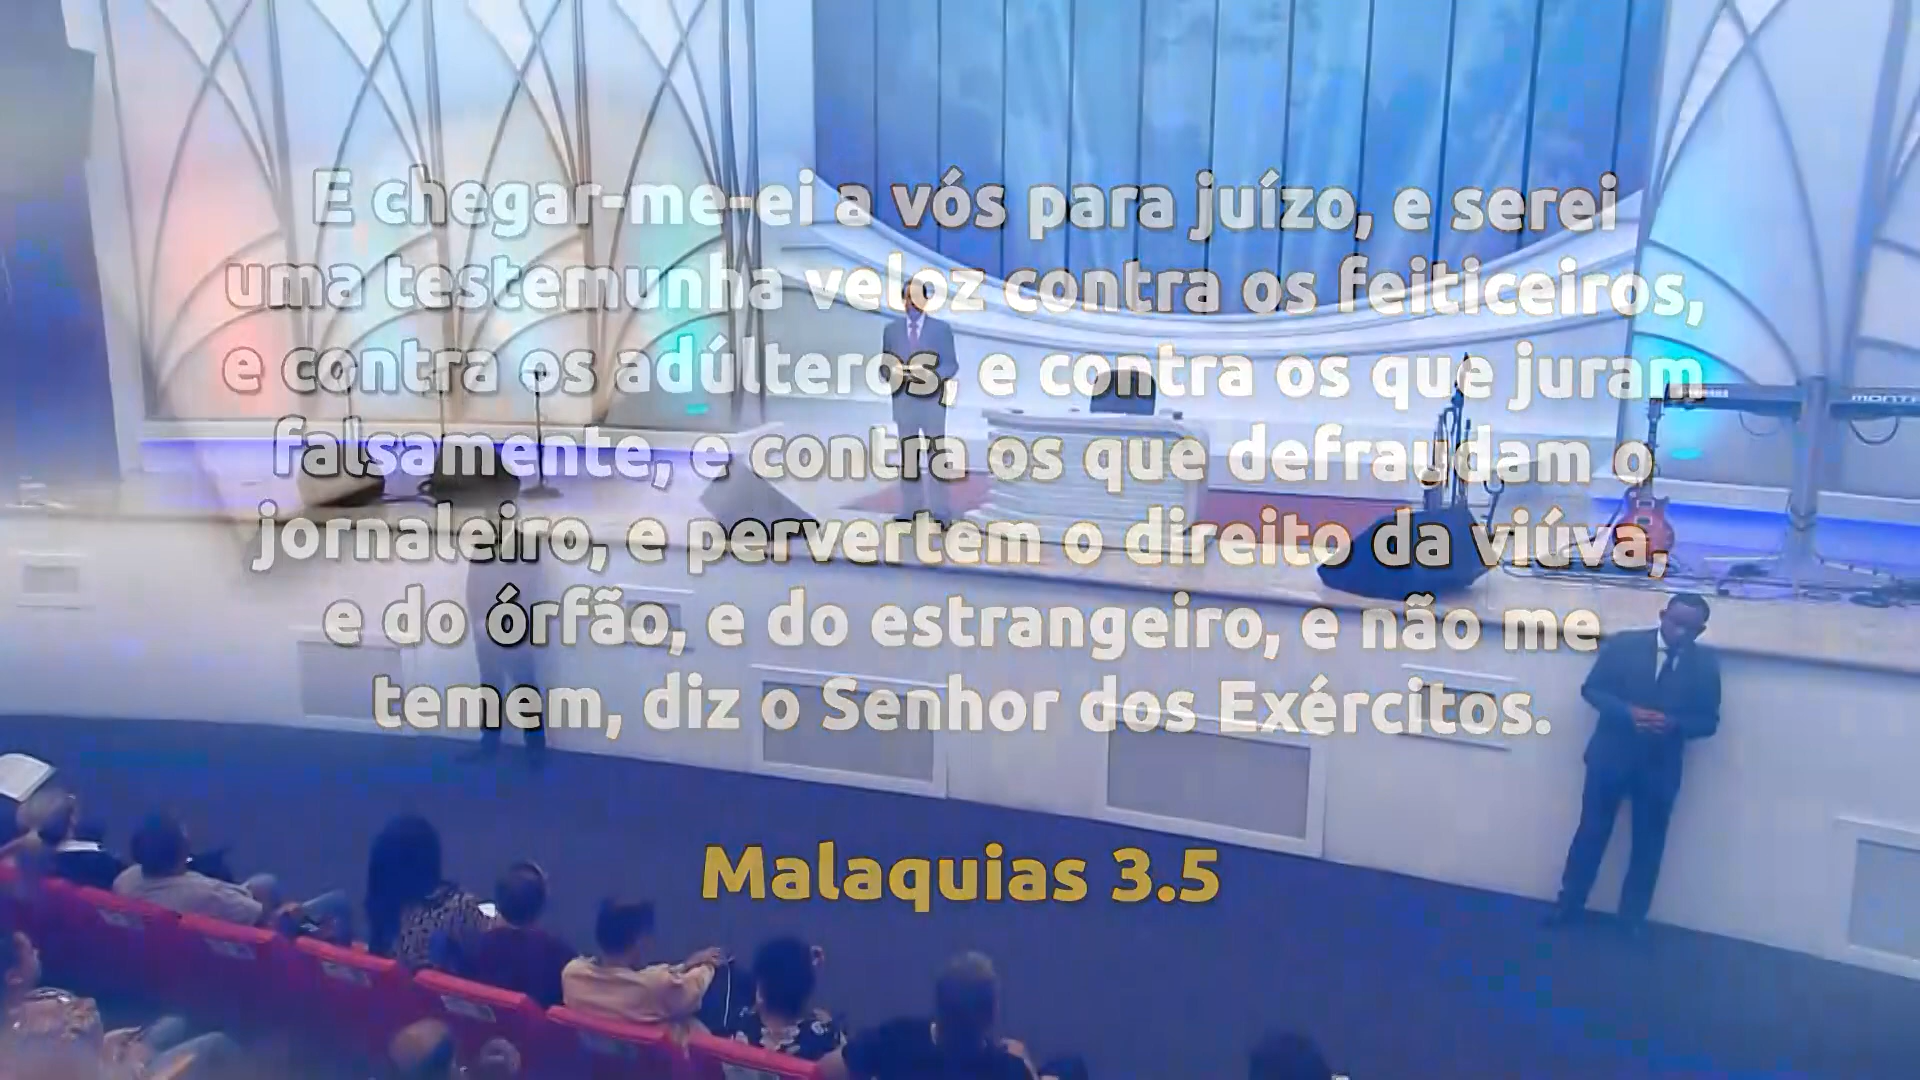 E chegar-me-ei a vós para juízo, e serei
uma testemunha veloz contra os feiticeiros,
e contra os adúlteros, e contra os que juram
falsamente, e contra os que defraudam o
jornaleiro, e pervertem o direito da viúva,
e do órfão, e do estrangeiro, e não me
temem, diz o Senhor dos Exércitos.
Malaquias 3.5